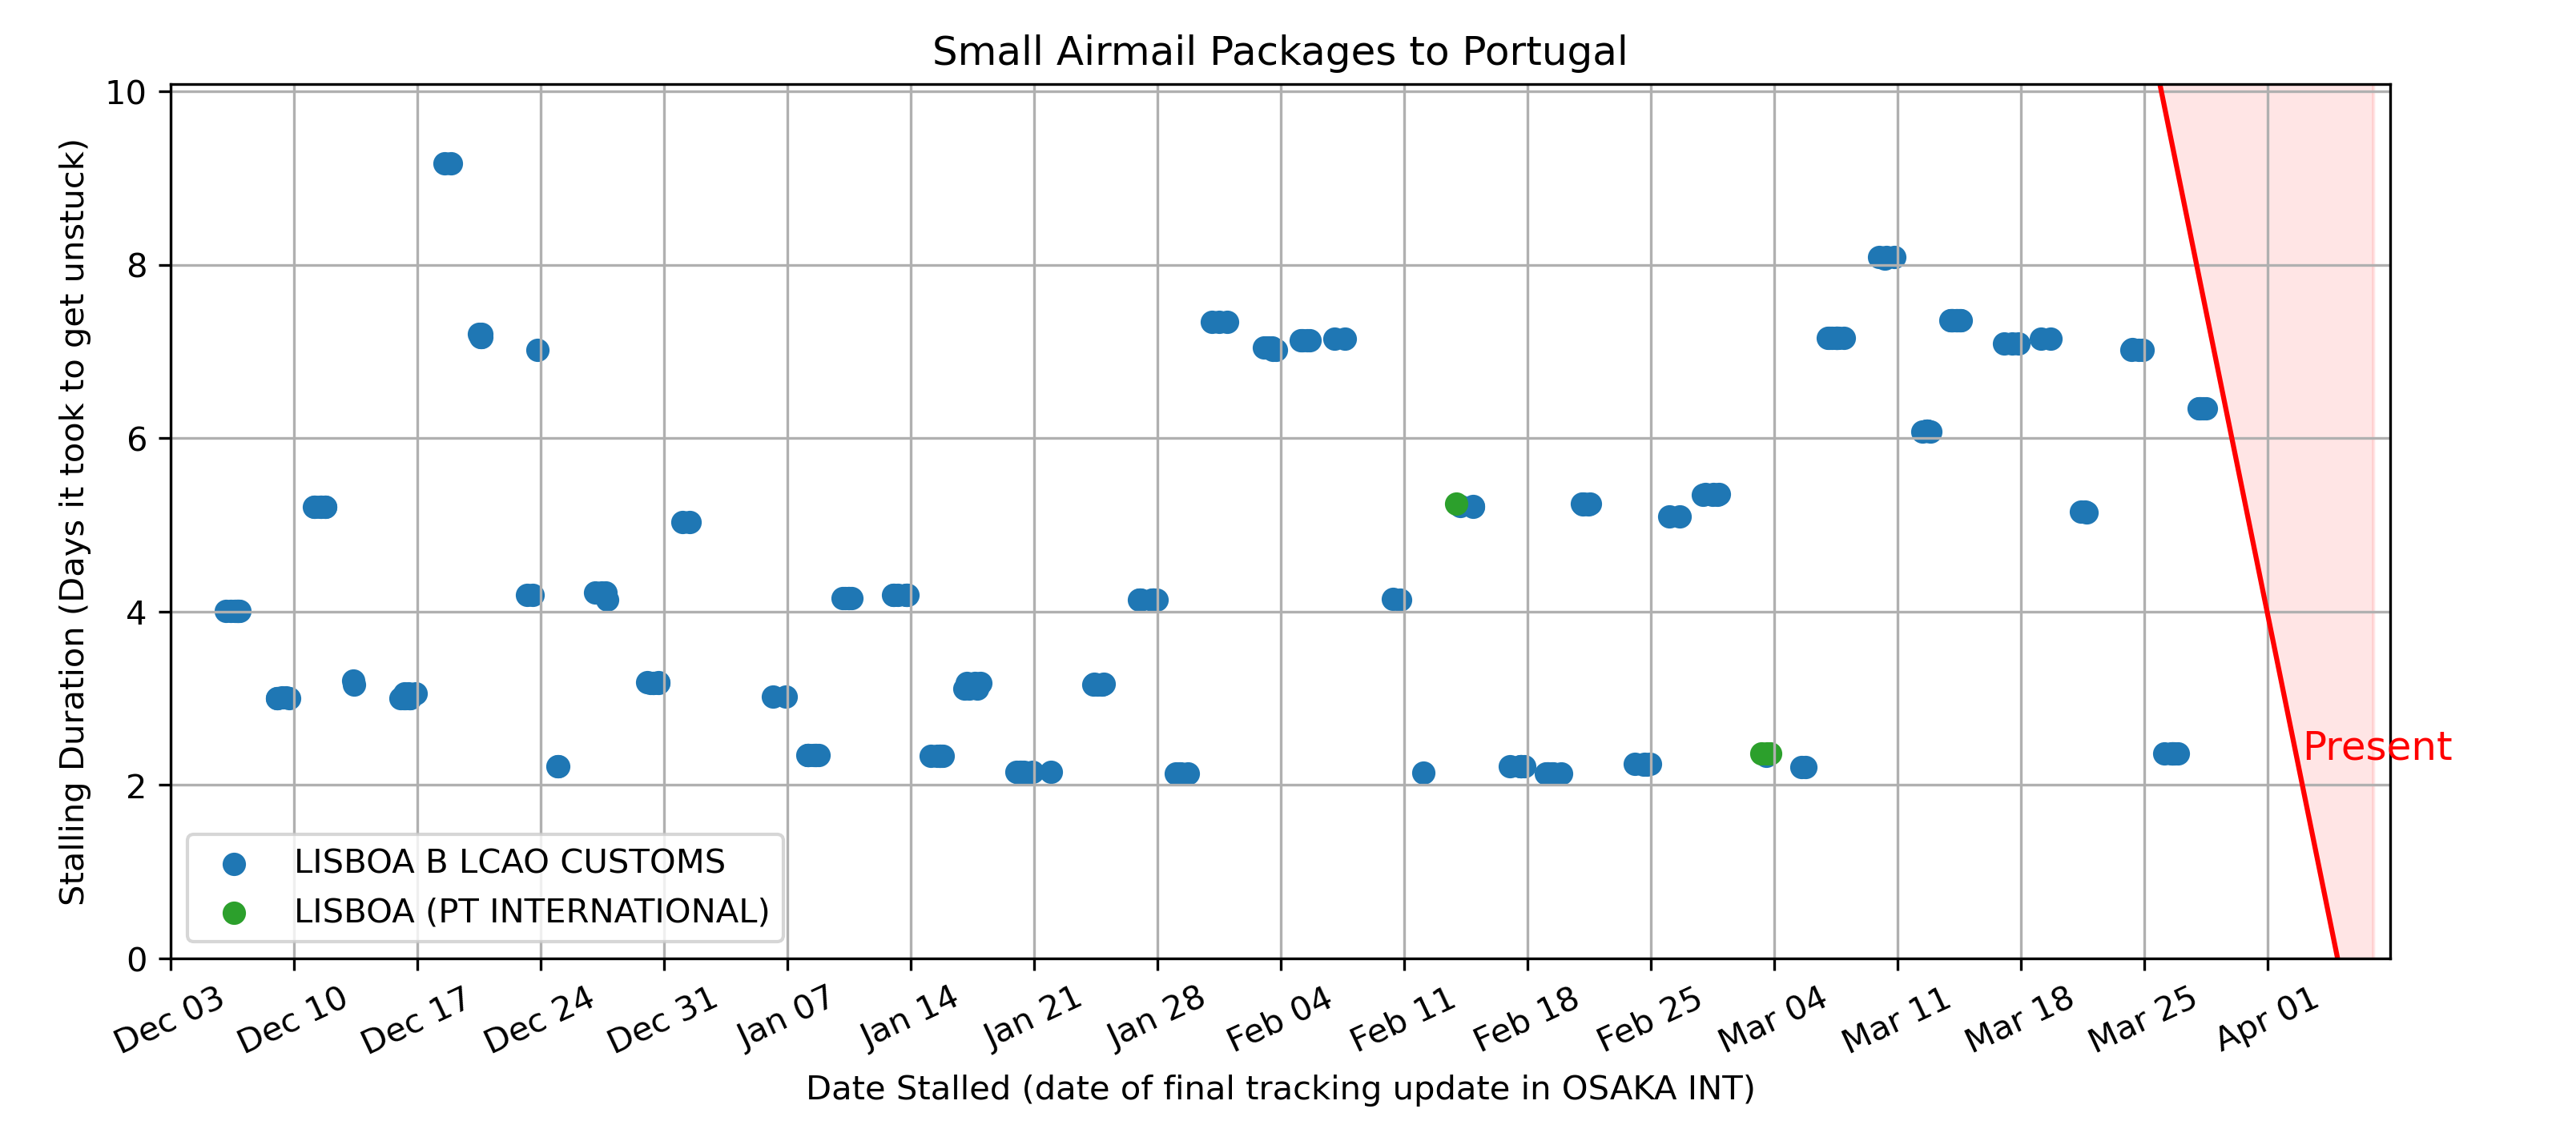 Small Airmail Packages to Portugal
Stalling Duration (Days it took to get unstuck)
10
8
6
4
2
0
Present
LISBOA B LCAO CUSTOMS
LISBOA (PT INTERNATIONAL)
Dec 03
Dec 10
Dec 17
Dec 24
Dec 31
Jan 07
Jan 14
Jan 21
Jan 28
Feb 04
Feb 11
Feb 18
Feb 25
Mar 04
Mar 11
Mar 18
Mar 25
Apr 01
Date Stalled (date of final tracking update in OSAKA INT)